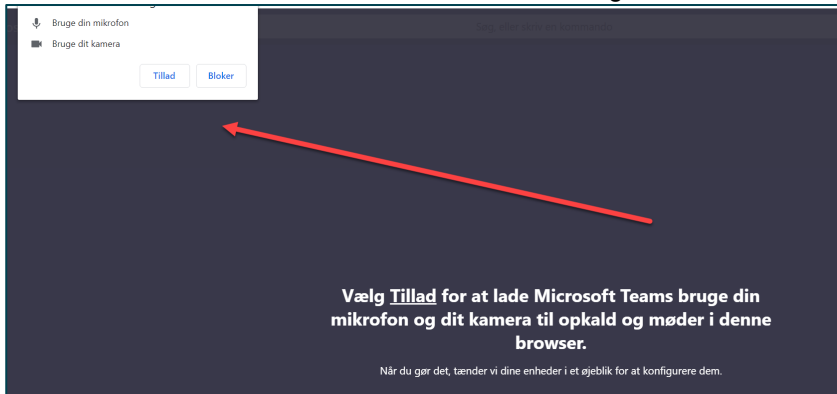 Bruge din mikrofon
Bruge dit kamera
Tillad Bloker
Vælg Tillad for at lade Microsoft Teams bruge din
mikrofon og dit kamera til opkald og møder i denne
browser.
Når du gør det, tænder vi dine enheder i et øjeblik for at konfigurere dem.